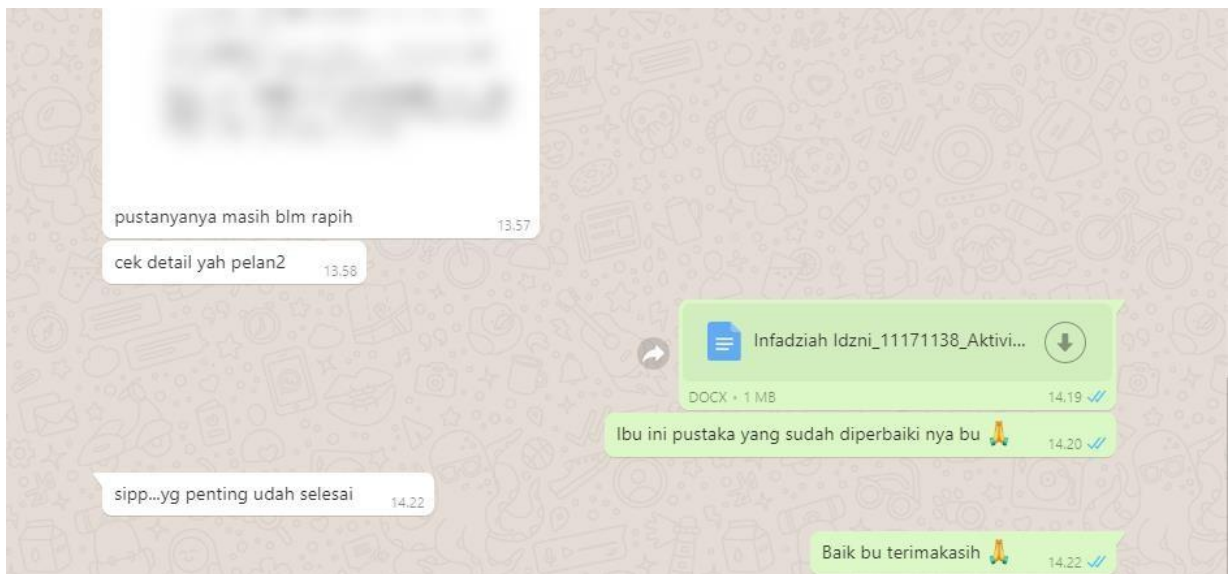 pustanyanya masih blm rapih
13.57
cek detail yah pelan2
13.58
Infadziah Idzni_11171138_Aktivi...
DOCX • 1 MB
14.19
Ibu ini pustaka yang sudah diperbaiki nya bu 🙏
14.20
sipp...yg penting udah selesai
14.22
Baik bu terimakasih 🙏
14.22